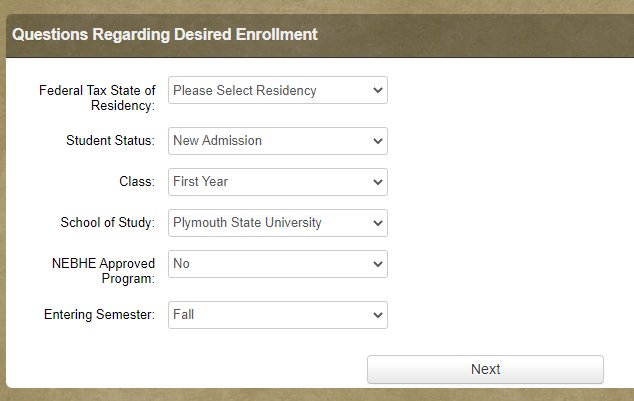 Questions Regarding Desired Enrollment
Federal Tax State of
Residency:
Please Select Residency
Student Status:
New Admission
Class:
First Year
School of Study:
Plymouth State University
NEBHE Approved
Program:
No
Entering Semester:
Fall
Next